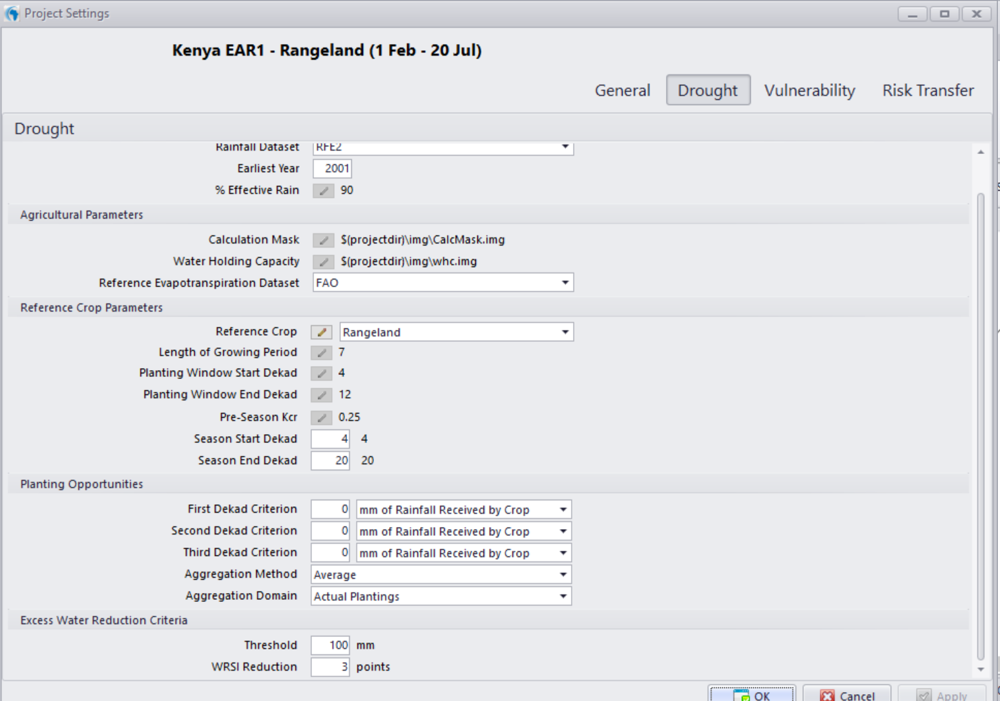 Project Settings
Kenya EAR1 - Rangeland (1 Feb - 20 Jul)
General Drought Vulnerability Risk Transfer
Drought
Rainfall Dataset RFE2
Earliest Year 2001
% Effective Rain 90
Agricultural Parameters
Calculation Mask $(projectdir)\img\CalcMask.img
Water Holding Capacity $(projectdir)\img\whc.img
Reference Evapotranspiration Dataset FAO
Reference Crop Parameters
Reference Crop Rangeland
Length of Growing Period 7
Planting Window Start Dekad 4
Planting Window End Dekad 12
Pre-Season Kcr 0.25
Season Start Dekad 4 4
Season End Dekad 20 20
Planting Opportunities
First Dekad Criterion 0 mm of Rainfall Received by Crop
Second Dekad Criterion 0 mm of Rainfall Received by Crop
Third Dekad Criterion 0 mm of Rainfall Received by Crop
Aggregation Method Average
Aggregation Domain Actual Plantings
Excess Water Reduction Criteria
Threshold 100 mm
WRSI Reduction 3 points
OK Cancel Apply